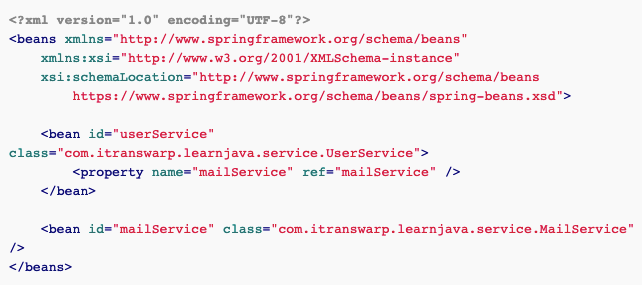 <?xml version="1.0" encoding="UTF-8"?>
<beans xmlns="http://www.springframework.org/schema/beans"
    xmlns:xsi="http://www.w3.org/2001/XMLSchema-instance"
    xsi:schemaLocation="http://www.springframework.org/schema/beans
        https://www.springframework.org/schema/beans/spring-beans.xsd">

    <bean id="userService"
class="com.itranswarp.learnjava.service.UserService">
        <property name="mailService" ref="mailService" />
    </bean>

    <bean id="mailService" class="com.itranswarp.learnjava.service.MailService"
/>
</beans>